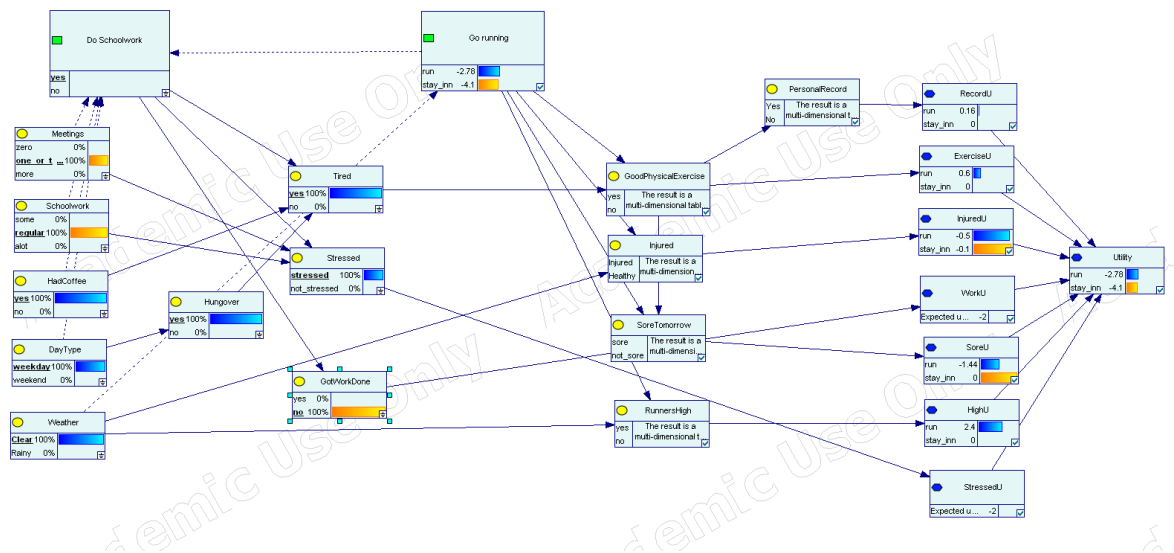 Do Schoolwork
yes
no
Go running
run -2.78
stay_inn -4.1
Meetings
zero 0%
one_or_t ... 100%
more 0%
Schoolwork
some 0%
regular 100%
alot 0%
HadCoffee
yes 100%
no 0%
DayType
weekday 100%
weekend 0%
Weather
Clear 100%
Rainy 0%
Hungover
yes 100%
no 0%
Tired
yes 100%
no 0%
Stressed
stressed 100%
not_stressed 0%
GotWorkDone
yes 0%
no 100%
PersonalRecord
Yes The result is a
No multi-dimensional t...
GoodPhysicalExercise
yes The result is a
no multi-dimensional tabl...
Injured
Injured The result is a
Healthy multi-dimension...
SoreTomorrow
sore The result is a
not_sore multi-dimensi...
RunnersHigh
yes The result is a
no multi-dimensional t...
RecordU
run 0.16
stay_inn 0
ExerciseU
run 0.6
stay_inn 0
InjuredU
run -0.5
stay_inn -0.1
WorkU
Expected u... -2
SoreU
run -1.44
stay_inn 0
HighU
run 2.4
stay_inn 0
StressedU
Expected u... -2
Utility
run -2.78
stay_inn -4.1
Academic Use Only